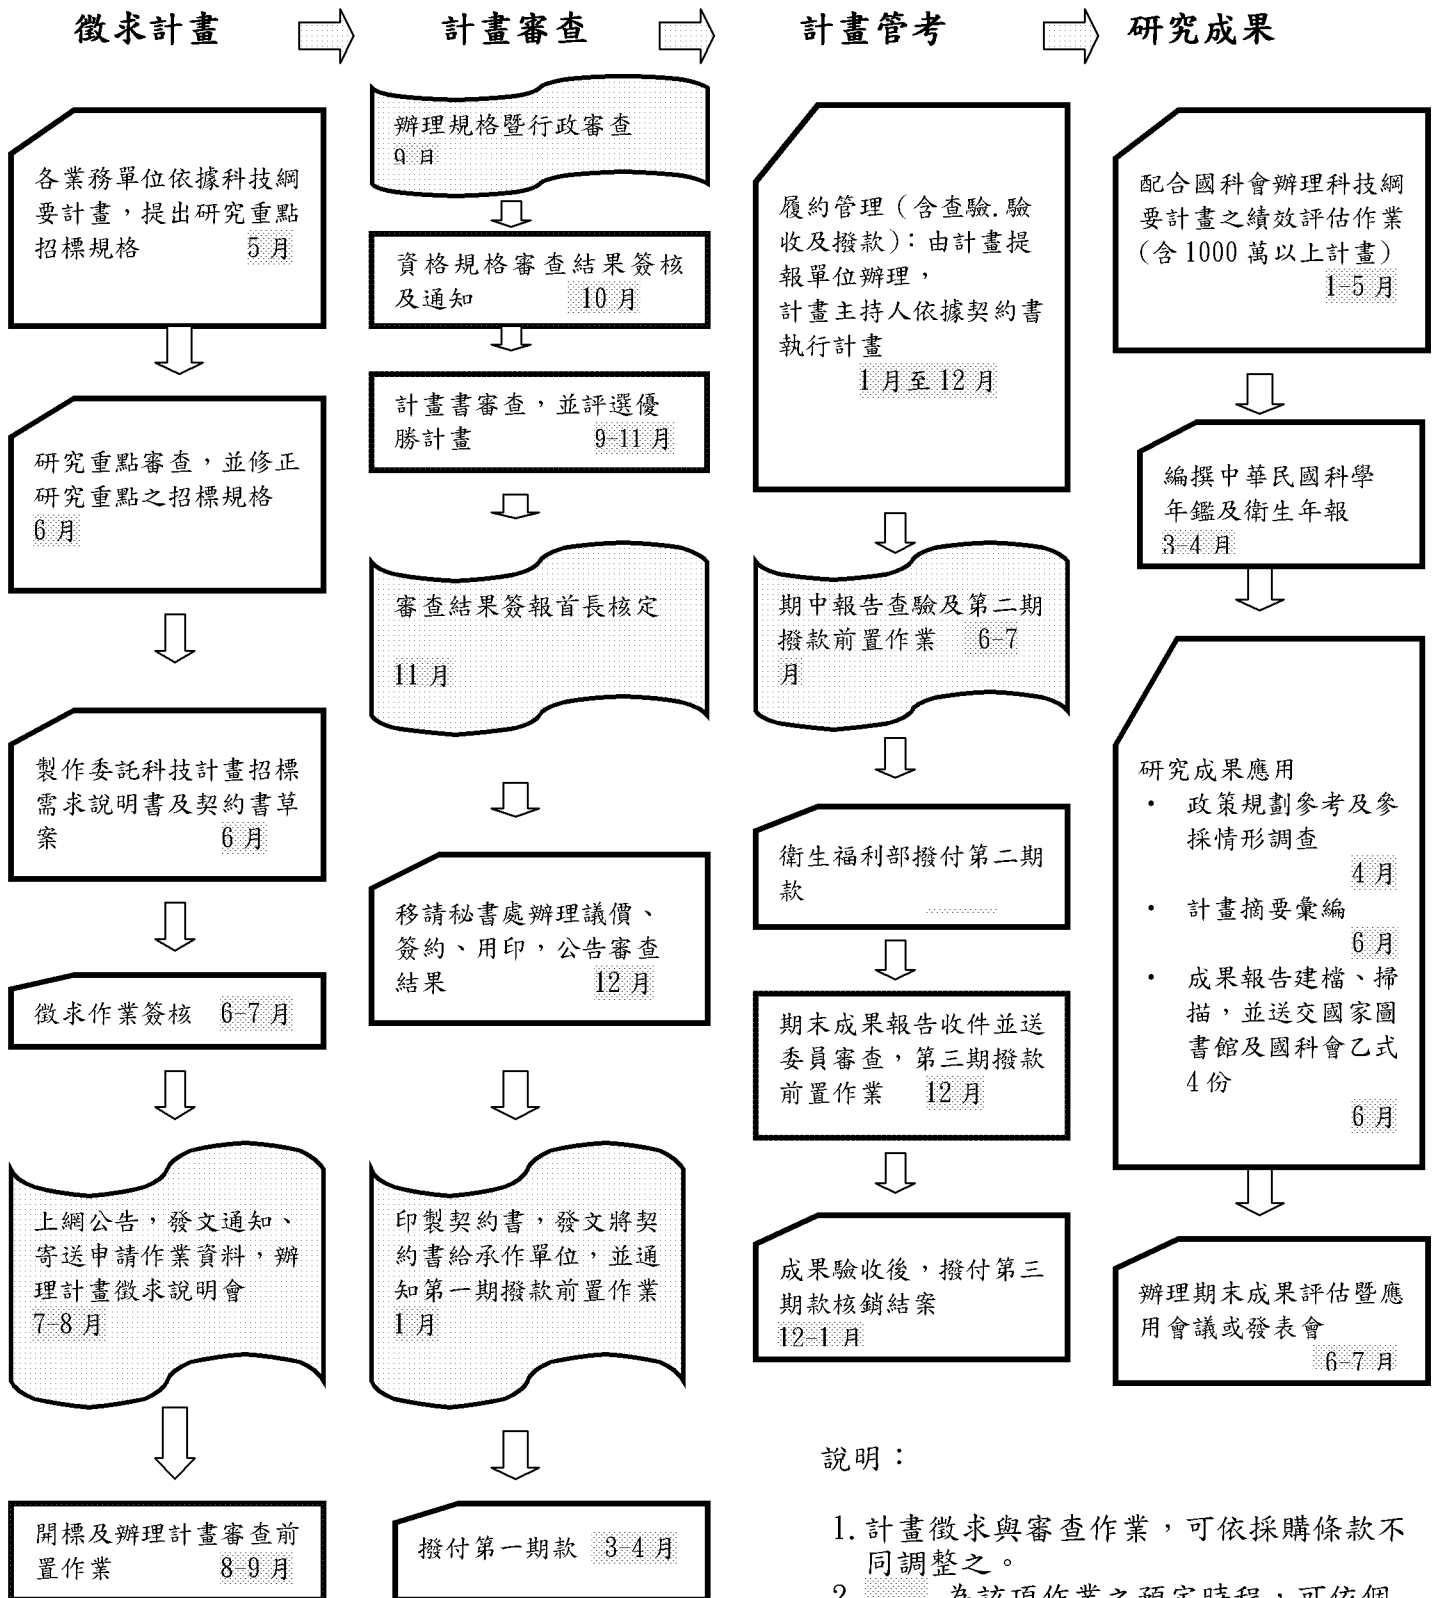 徵求計畫
計畫審查
計畫管考
研究成果
各業務單位依據科技綱
要計畫，提出研究重點
招標規格 5 月
研究重點審查，並修正
研究重點之招標規格
6 月
製作委託科技計畫招標
需求說明書及契約書草
案 6 月
徵求作業簽核 6-7 月
上網公告，發文通知、
寄送申請作業資料，辦
理計畫徵求說明會
7-8 月
開標及辦理計畫審查前
置作業 8-9 月
辦理規格暨行政審查
9 月
資格規格審查結果簽核
及通知 10 月
計畫書審查，並評選優
勝計畫 9-11 月
審查結果簽報首長核定
11 月
移請秘書處辦理議價、
簽約、用印，公告審查
結果 12 月
印製契約書，發文將契
約書給承作單位，並通
知第一期撥款前置作業
1 月
撥付第一期款 3-4 月
履約管理（含查驗.驗
收及撥款)：由計畫提
報單位辦理，
計畫主持人依據契約書
執行計畫
1 月至 12 月
期中報告查驗及第二期
撥款前置作業 6-7
月
衛生福利部撥付第二期
款
期末成果報告收件並送
委員審查，第三期撥款
前置作業 12 月
成果驗收後，撥付第三
期款核銷結案
12-1 月
配合國科會辦理科技綱
要計畫之績效評估作業
(含 1000 萬以上計畫)
1-5 月
編撰中華民國科學
年鑑及衛生年報
3-4 月
研究成果應用
• 政策規劃參考及參
採情形調查
4 月
• 計畫摘要彙編
6 月
• 成果報告建檔、掃
描，並送交國家圖
書館及國科會乙式
4 份
6 月
辦理期末成果評估暨應
用會議或發表會
6-7 月
說明：
1. 計畫徵求與審查作業，可依採購條款不
同調整之。
2. 為該項作業之預定時程，可依個